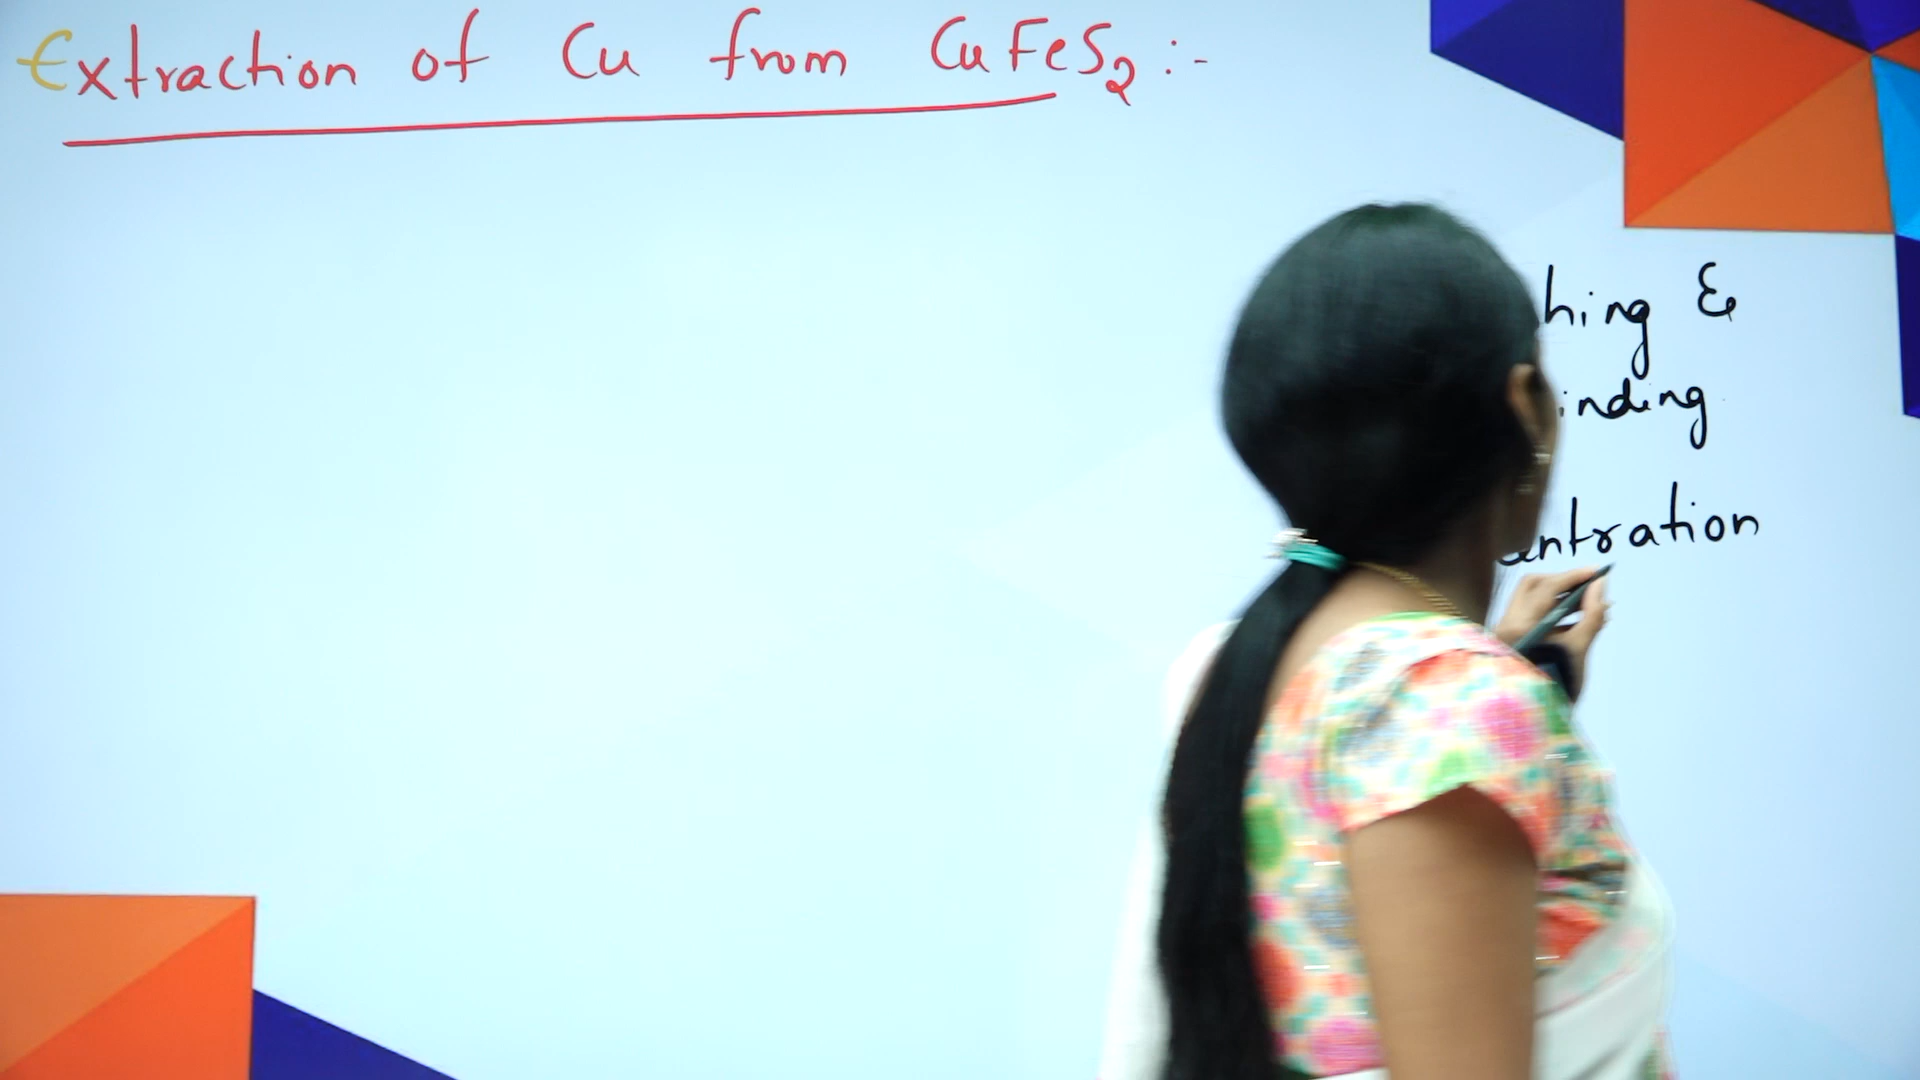 Extraction of Cu from CuFeS2 :-
hing &
inding
entration